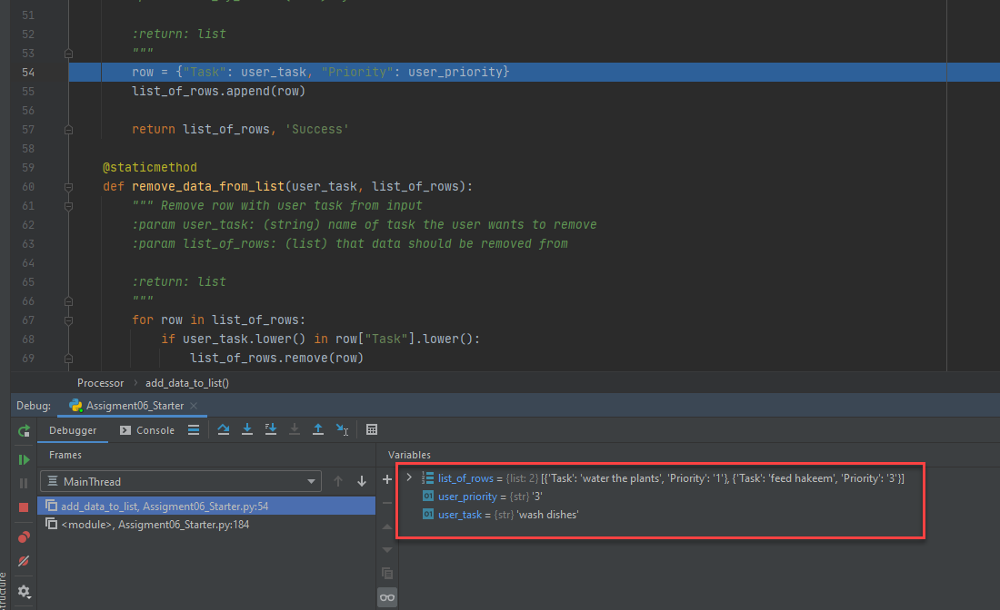 51
52 :return: list
53 """
54 row = {"Task": user_task, "Priority": user_priority}
55 list_of_rows.append(row)
56
57 return list_of_rows, 'Success'
58
59 @staticmethod
60 def remove_data_from_list(user_task, list_of_rows):
61 """ Remove row with user task from input
62 :param user_task: (string) name of task the user wants to remove
63 :param list_of_rows: (list) that data should be removed from
64
65 :return: list
66 """
67 for row in list_of_rows:
68 if user_task.lower() in row["Task"].lower():
69 list_of_rows.remove(row)
Processor > add_data_to_list()
Debug: Assigment06_Starter ×
Debugger Console
Frames
Variables
MainThread
add_data_to_list, Assigment06_Starter.py:54
<module>, Assigment06_Starter.py:184
list_of_rows = {list: 2} [{'Task': 'water the plants', 'Priority': '1'}, {'Task': 'feed hakeem', 'Priority': '3'}]
user_priority = {str} '3'
user_task = {str} 'wash dishes'